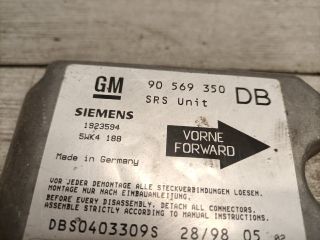 GM 90 569 350 DB
SRS Unit
SIEMENS
1923594
5WK4 188
VORNE
FORWARD
Made in Germany
VOR JEDER DEMONTAGE ALLE STECKVERBINDUNGEN LOESEN.
MONTAGE NUR NACH EINBAUANLEITUNG!
BEFORE EVERY DISASSEMBLY, DETACH ALL CONNECTORS.
ASSEMBLE STRICTLY ACCORDING TO MANUAL INSTRUCTIONS.
DBS0403309S 28/98 05 02